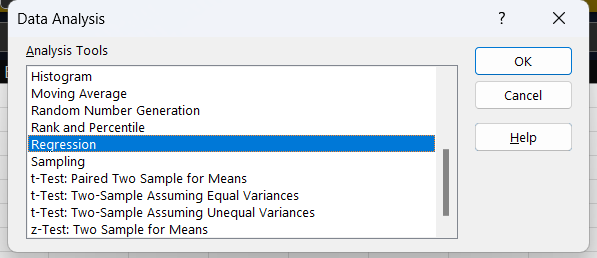 Data Analysis
?
Analysis Tools
Histogram
Moving Average
Random Number Generation
Rank and Percentile
Regression
Sampling
t-Test: Paired Two Sample for Means
t-Test: Two-Sample Assuming Equal Variances
t-Test: Two-Sample Assuming Unequal Variances
z-Test: Two Sample for Means
OK
Cancel
Help